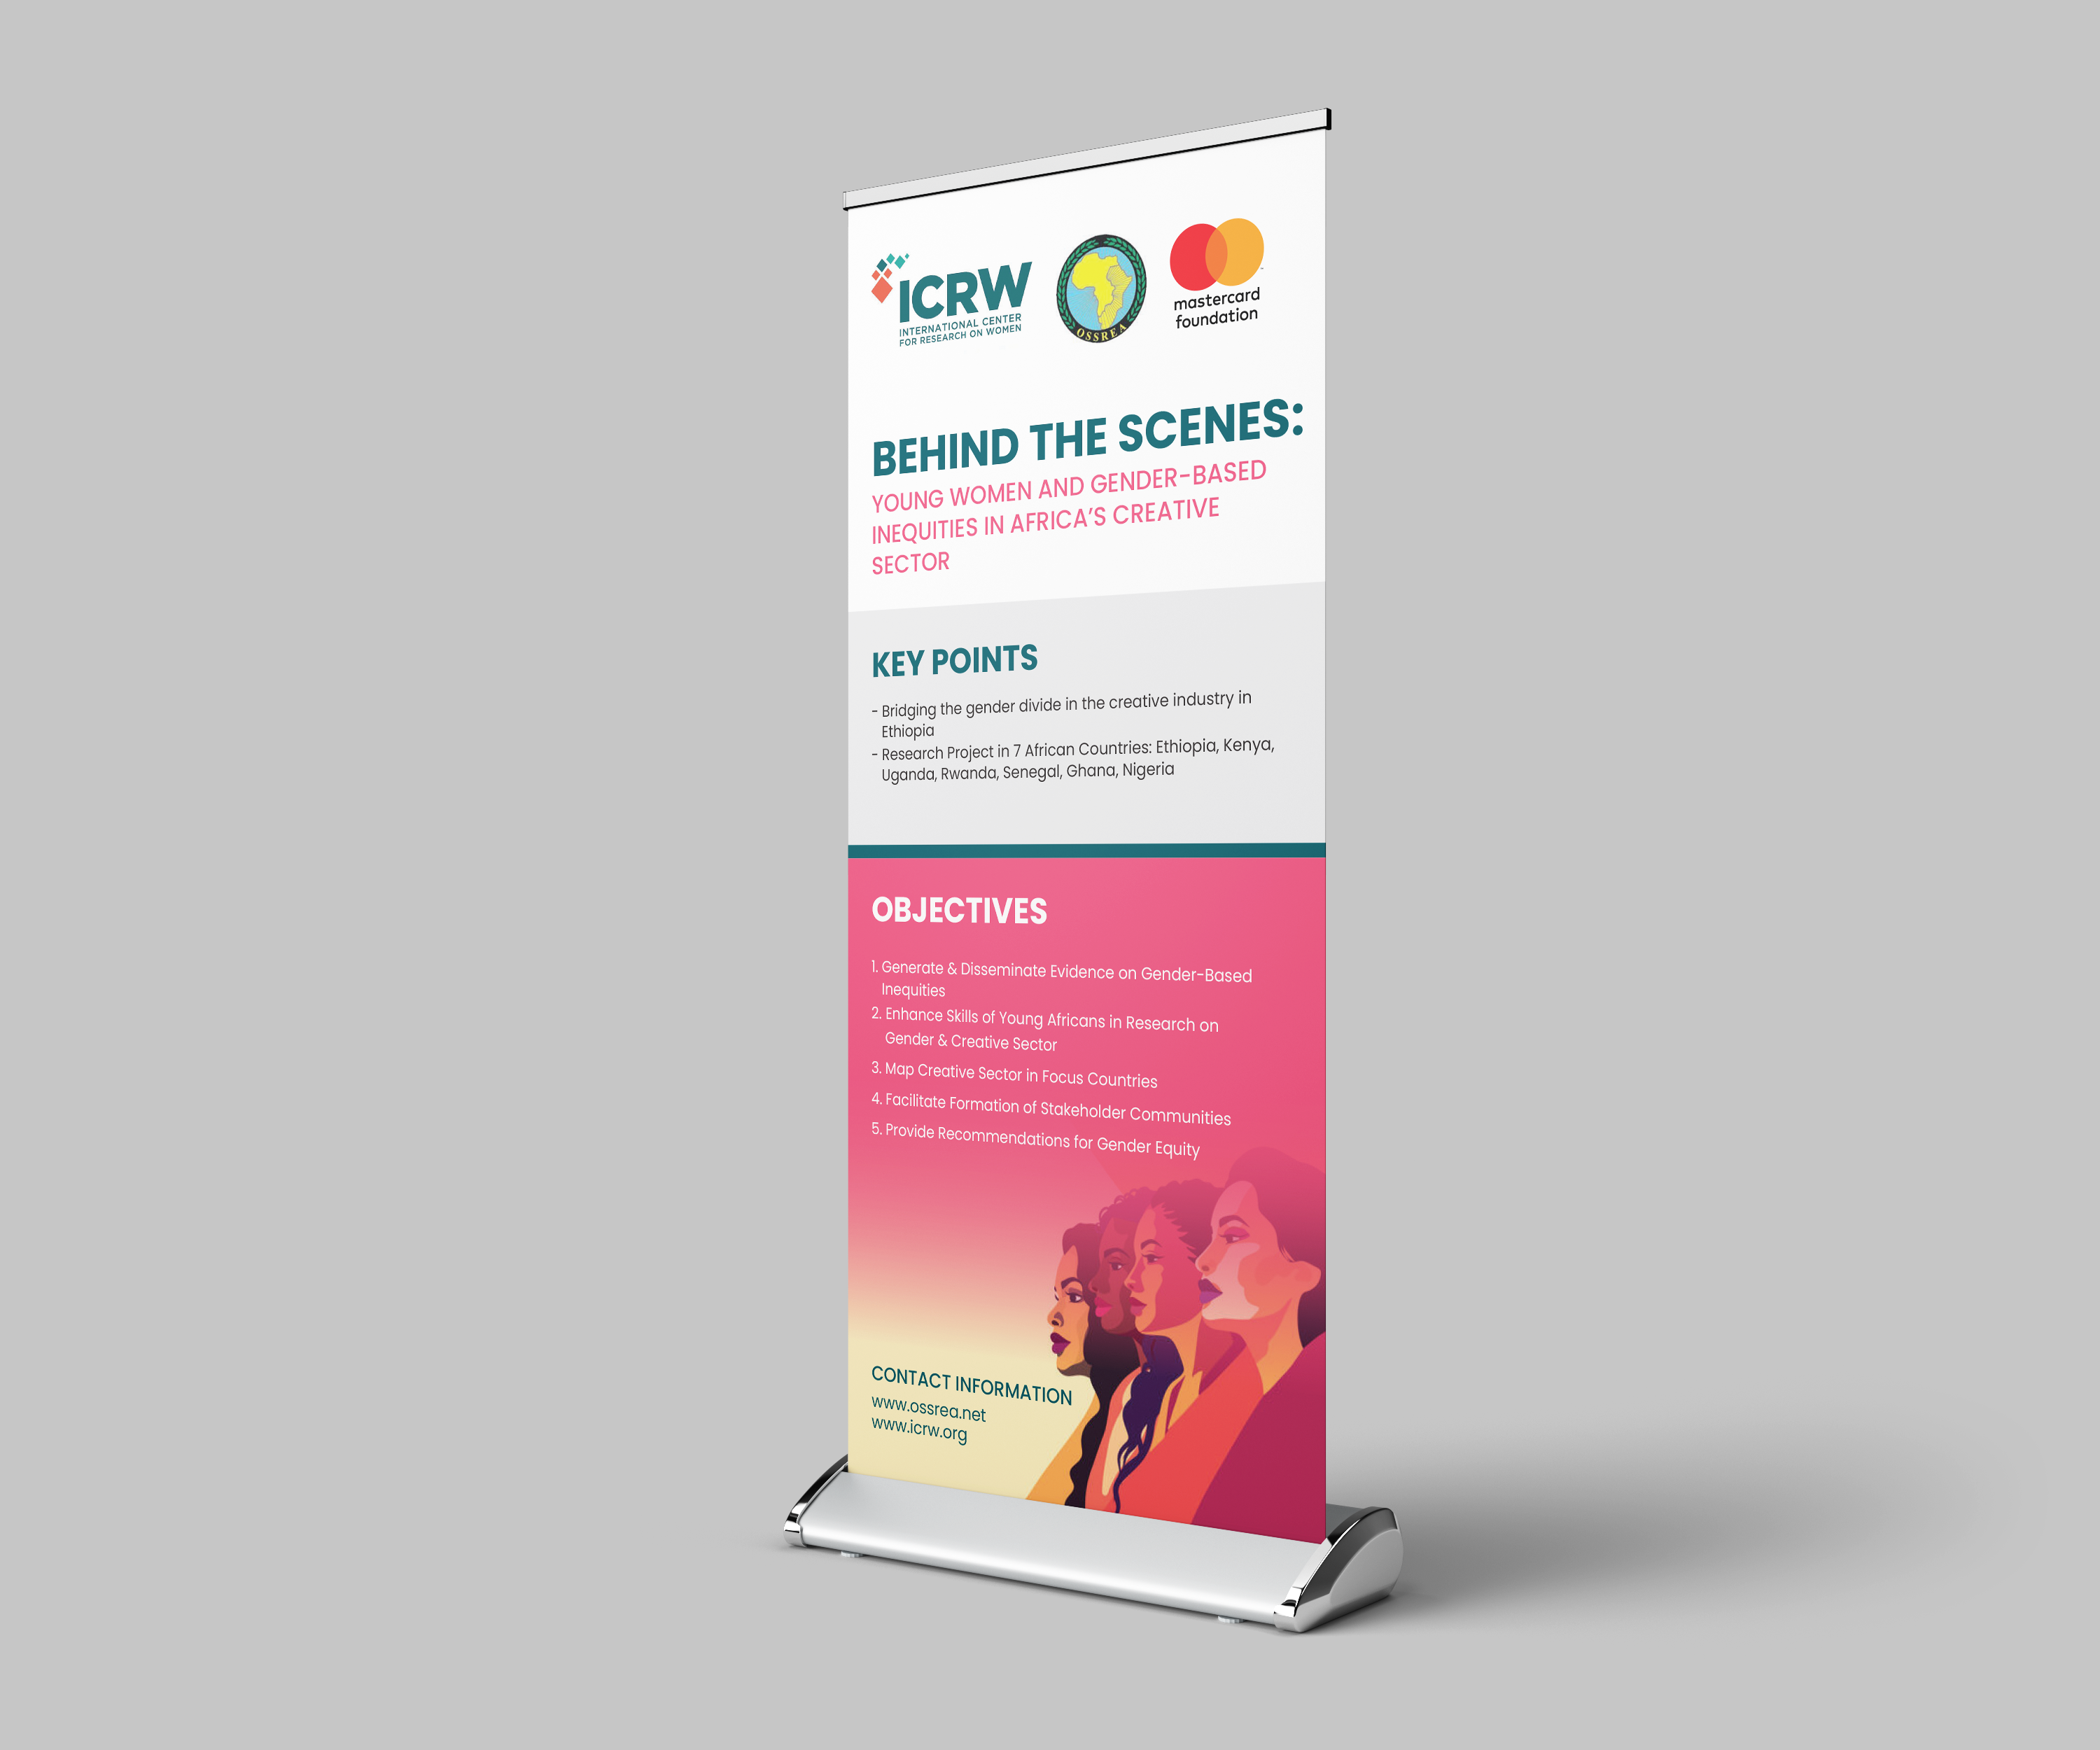 ICRW
INTERNATIONAL CENTER
FOR RESEARCH ON WOMEN
OSSREA
mastercard
foundation
BEHIND THE SCENES:
YOUNG WOMEN AND GENDER-BASED
INEQUITIES IN AFRICA'S CREATIVE
SECTOR
KEY POINTS
- Bridging the gender divide in the creative industry in
Ethiopia
- Research Project in 7 African Countries: Ethiopia, Kenya,
Uganda, Rwanda, Senegal, Ghana, Nigeria
OBJECTIVES
1. Generate & Disseminate Evidence on Gender-Based
Inequities
2. Enhance Skills of Young Africans in Research on
Gender & Creative Sector
3. Map Creative Sector in Focus Countries
4. Facilitate Formation of Stakeholder Communities
5. Provide Recommendations for Gender Equity
CONTACT INFORMATION
www.ossrea.net
www.icrw.org